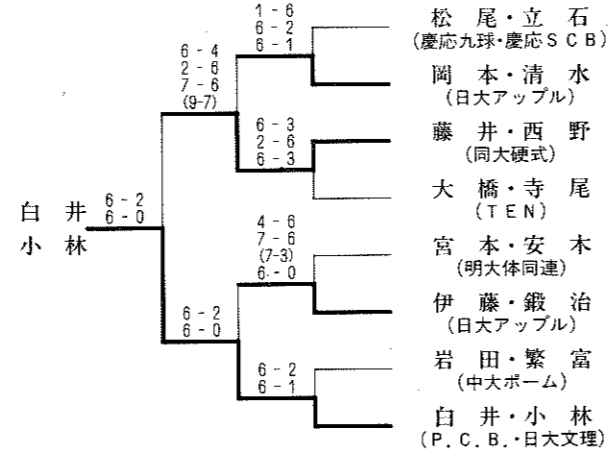 1-6
6-2
6-1
松尾・立石
(慶応九球・慶応SCB)
6-4
2-6
7-6
(9-7)
岡本・清水
(日大アップル)
6-3
2-6
6-3
藤井・西野
(同大硬式)
大橋・寺尾
(TEN)
白井
小林
6-2
6-0
4-6
7-6
(7-3)
6-0
宮本・安木
(明大体同連)
伊藤・鍛治
(日大アップル)
6-2
6-0
6-2
6-1
岩田・繁富
(中大ポーム)
白井・小林
(P.C.B.・日大文理)